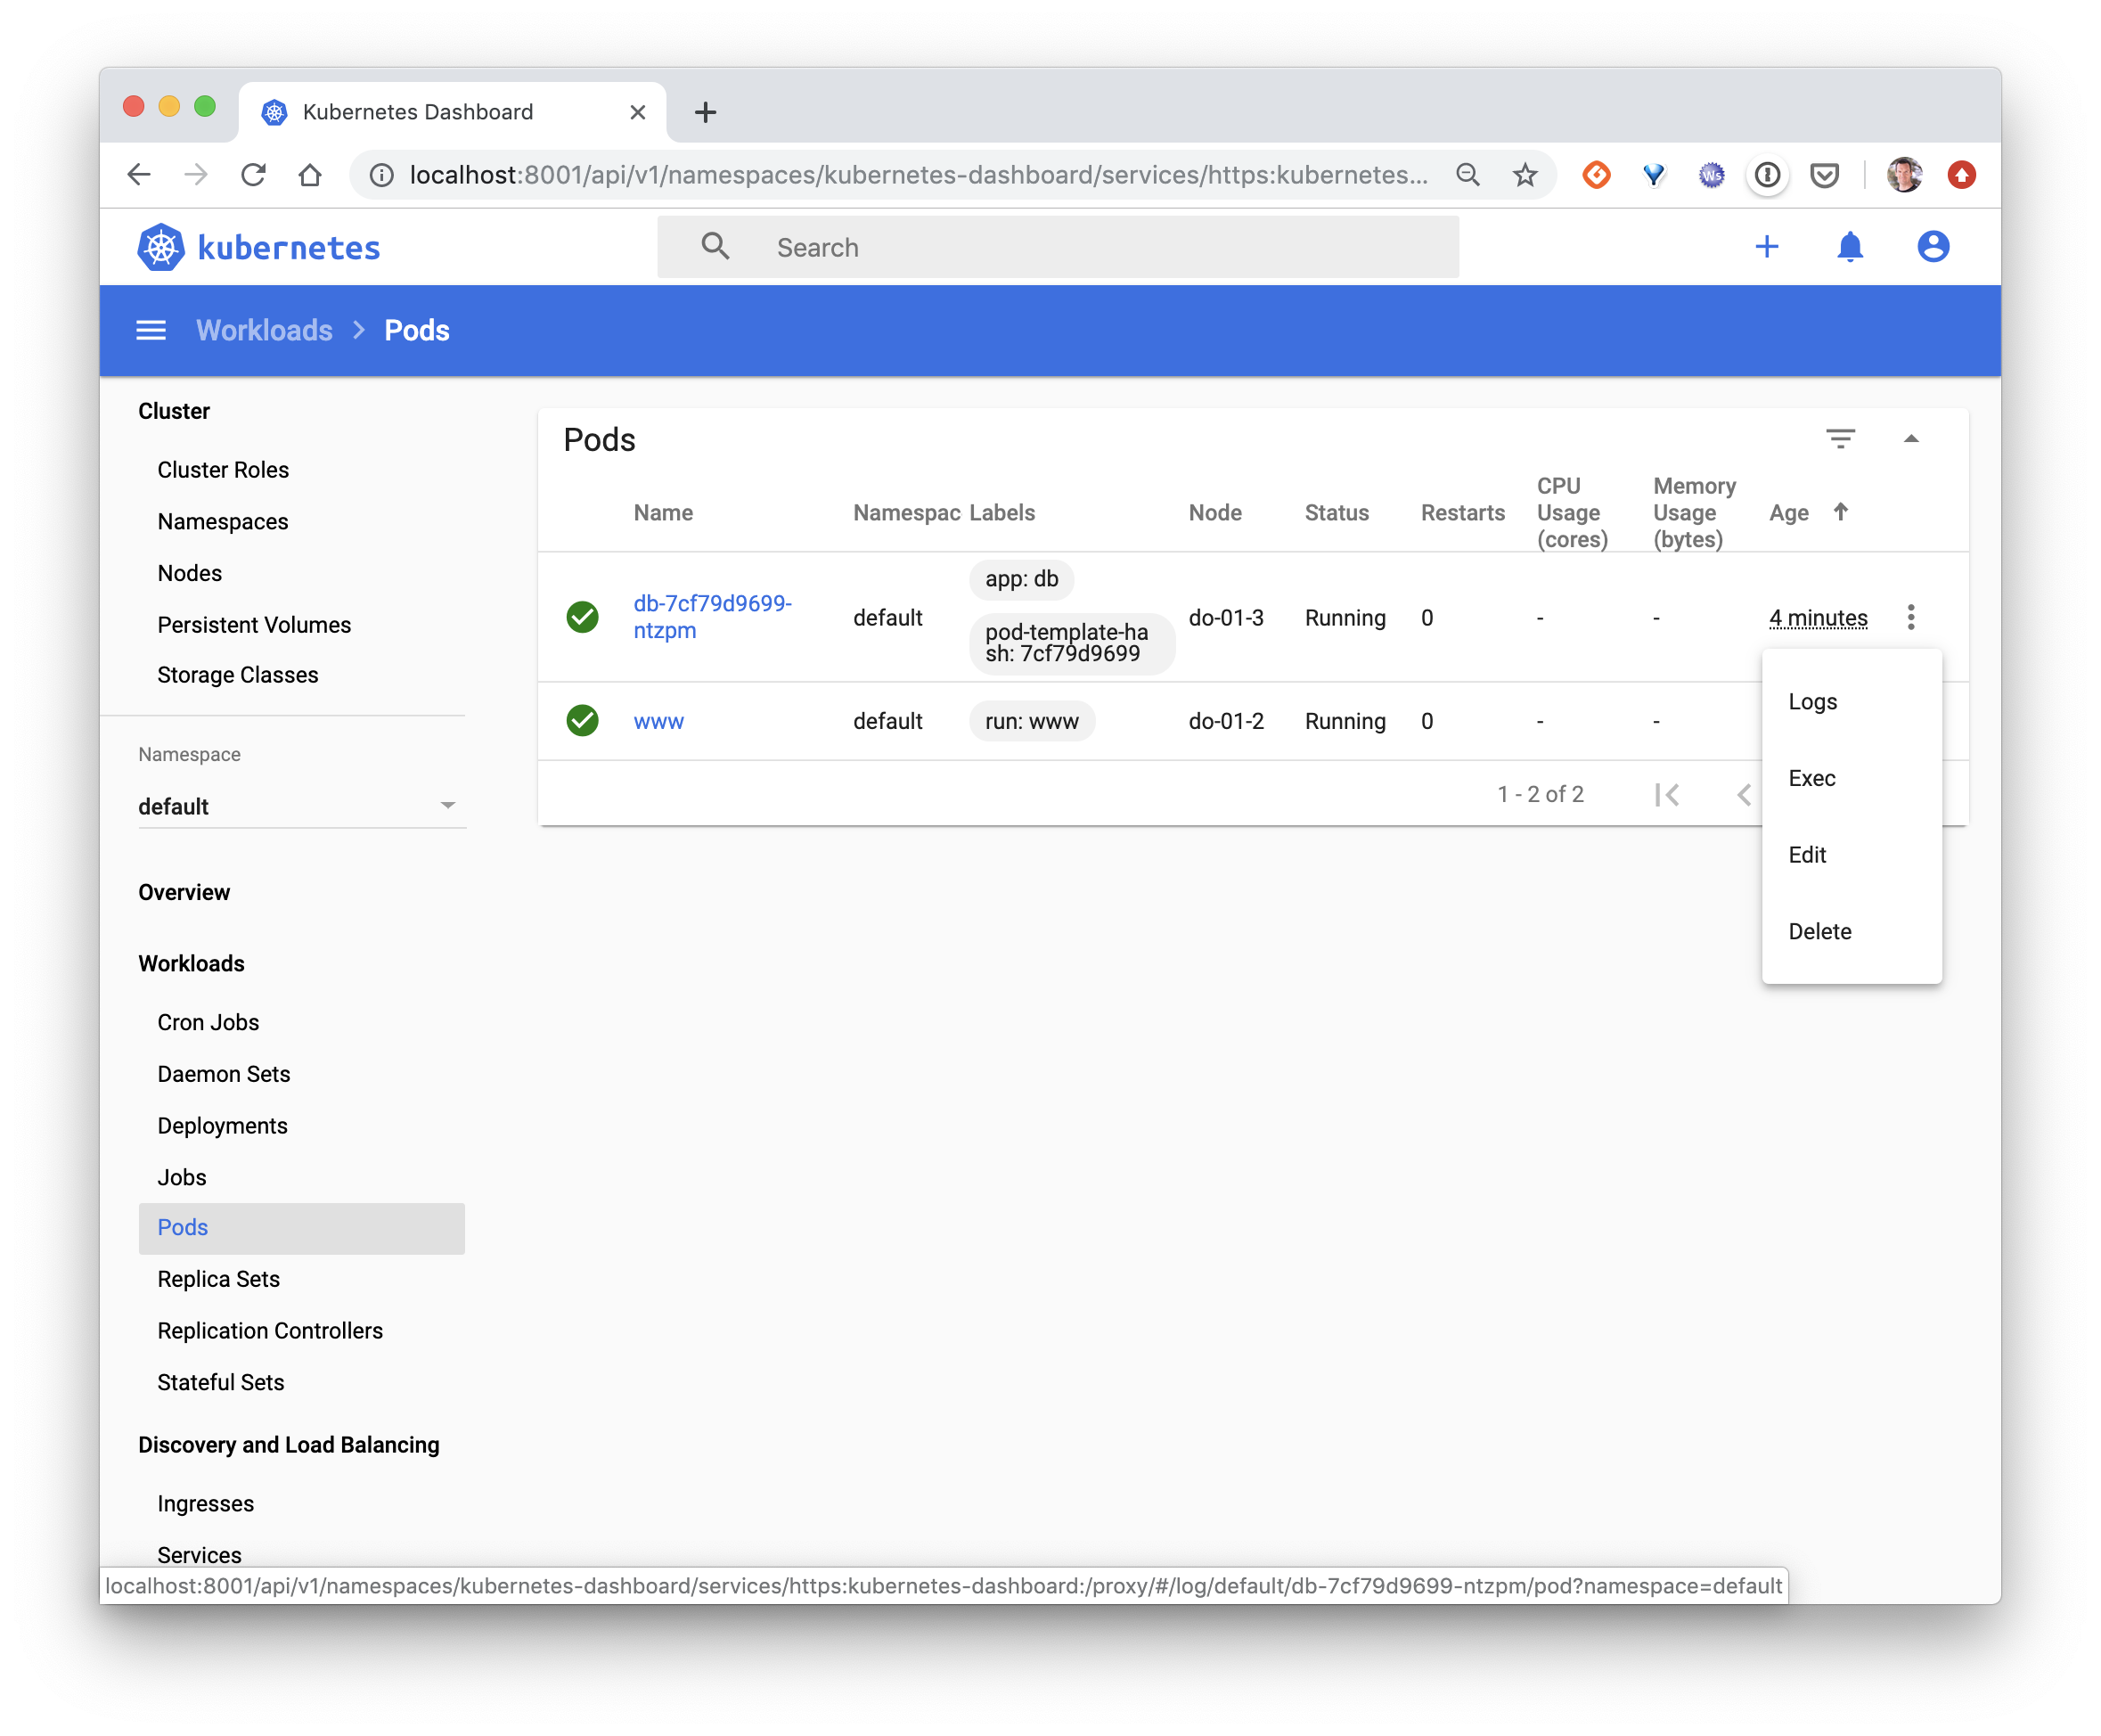 Kubernetes Dashboard
localhost:8001/api/v1/namespaces/kubernetes-dashboard/services/https:kubernetes...
Ws
kubernetes
Search
Workloads > Pods
Cluster
Cluster Roles
Namespaces
Nodes
Persistent Volumes
Storage Classes
Namespace
default
Overview
Workloads
Cron Jobs
Daemon Sets
Deployments
Jobs
Pods
Replica Sets
Replication Controllers
Stateful Sets
Discovery and Load Balancing
Ingresses
Services
Pods
Name Namespac Labels Node Status Restarts CPU Usage (cores) Memory Usage (bytes) Age
db-7cf79d9699-
ntzpm
default
app: db
pod-template-ha
sh: 7cf79d9699
do-01-3 Running 0 - - 4 minutes
www default run: www do-01-2 Running 0 - -
1 - 2 of 2
Logs
Exec
Edit
Delete
localhost:8001/api/v1/namespaces/kubernetes-dashboard/services/https:kubernetes-dashboard:/proxy/#/log/default/db-7cf79d9699-ntzpm/pod?namespace=default